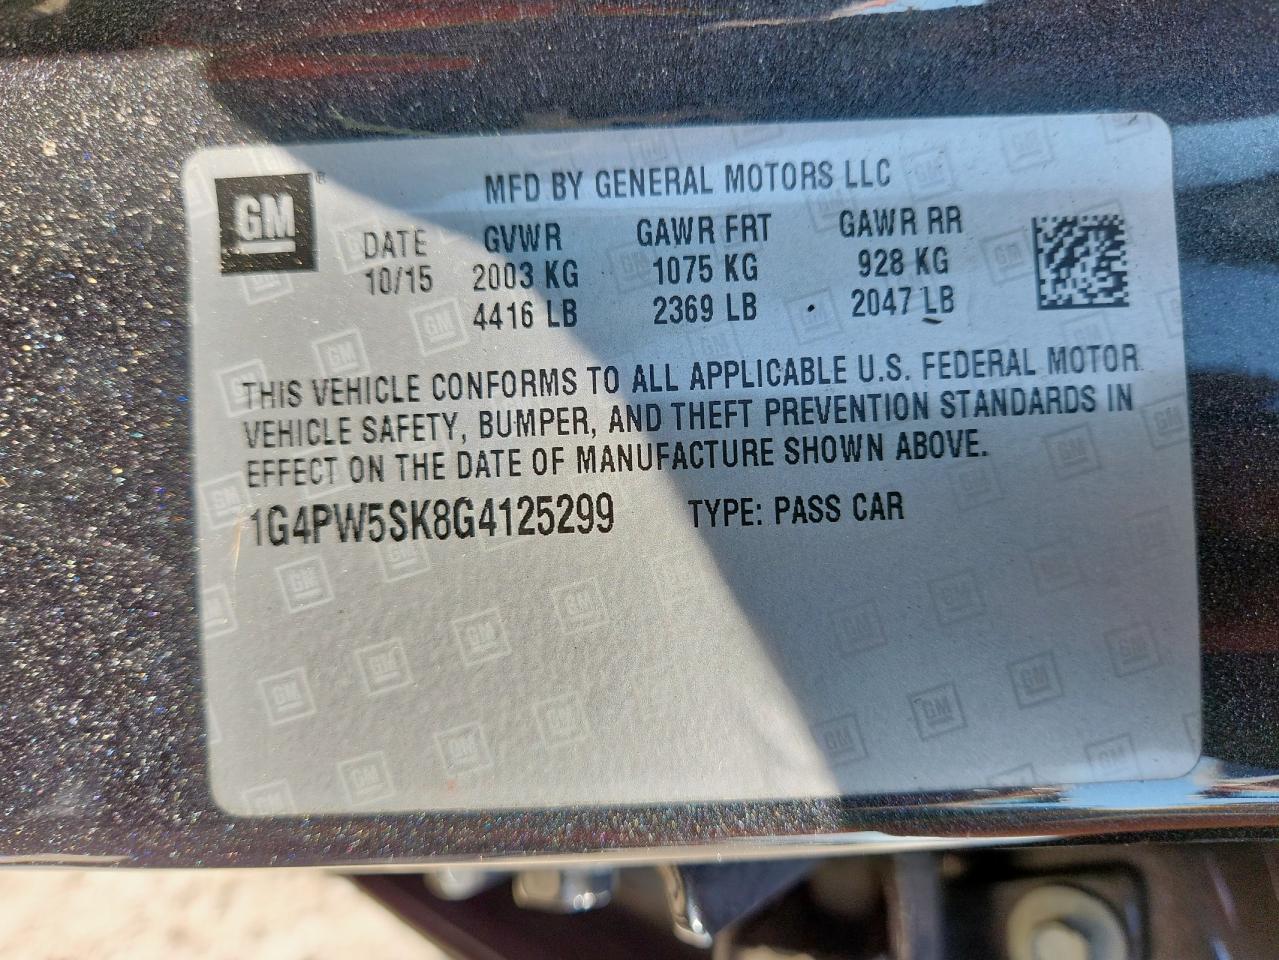 GM
MFD BY GENERAL MOTORS LLC
DATE GVWR GAWR FRT GAWR RR
10/15 2003 KG 1075 KG 928 KG
4416 LB 2369 LB 2047 LB
THIS VEHICLE CONFORMS TO ALL APPLICABLE U.S. FEDERAL MOTOR
VEHICLE SAFETY, BUMPER, AND THEFT PREVENTION STANDARDS IN
EFFECT ON THE DATE OF MANUFACTURE SHOWN ABOVE.
1G4PW5SK8G4125299 TYPE: PASS CAR